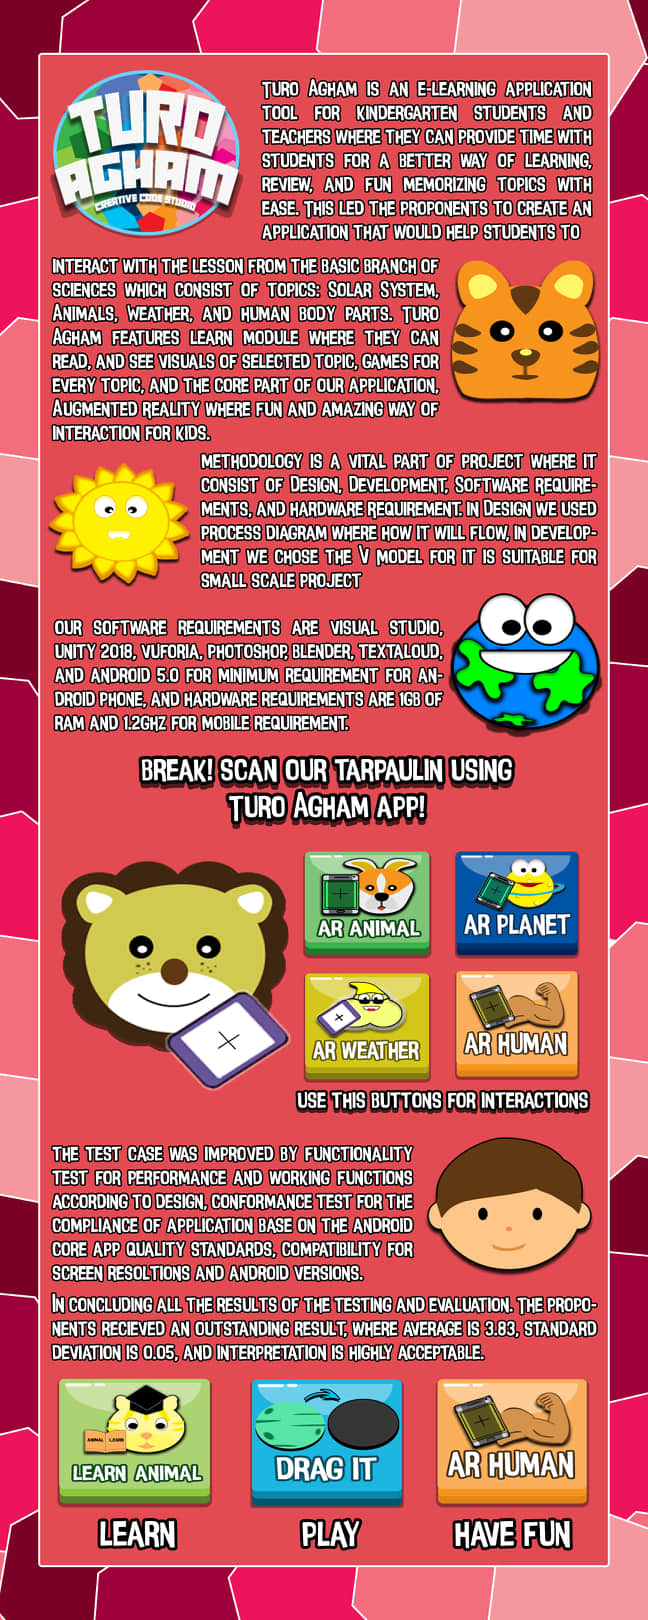 TURO
AGHAM
CREATIVE CODE STUDIO
Turo Agham is an e-learning application
tool for kindergarten students and
teachers where they can provide time with
students for a better way of learning,
review, and fun memorizing topics with
ease. This led the proponents to create an
application that would help students to
interact with the lesson from the basic branch of
sciences which consist of topics: Solar System,
Animals, Weather, and human body parts. Turo
Agham features learn module where they can
read, and see visuals of selected topic, games for
every topic, and the core part of our application,
Augmented Reality where fun and amazing way of
interaction for kids.
methodology is a vital part of project where it
consist of Design, Development, Software Require-
ments, and hardware Requirement. In Design we used
process diagram where how it will flow, in develop-
ment we chose the V model for it is suitable for
small scale project
our software requirements are visual studio,
unity 2018, vuforia, photoshop, blender, textaloud,
and android 5.0 for minimum requirement for an-
droid phone, and hardware requirements are 1gb of
ram and 1.2ghz for mobile requirement.
BREAK! SCAN OUR TARPAULIN USING
TURO AGHAM APP!
AR ANIMAL
AR PLANET
AR WEATHER
AR HUMAN
USE THIS BUTTONS FOR INTERACTIONS
the test case was improved by functionality
test for performance and working functions
according to design, conformance test for the
compliance of application base on the android
core app quality standards, compatibility for
screen resoltions and android versions.
In concluding all the results of the testing and evaluation. The propo-
nents recieved an outstanding result, where average is 3.83, standard
deviation is 0.05, and interpretation is highly acceptable.
ANIMAL LEARN
LEARN ANIMAL
DRAG IT
AR HUMAN
LEARN
PLAY
HAVE FUN